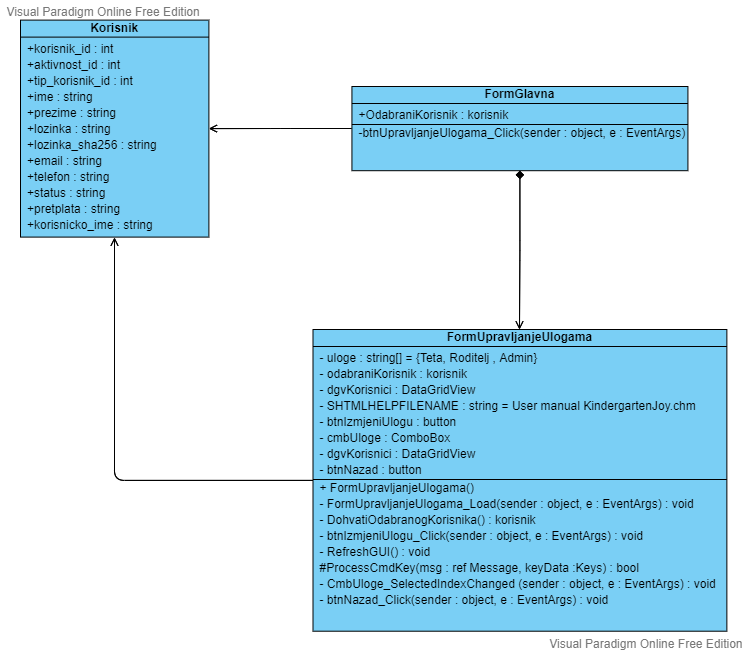 Visual Paradigm Online Free Edition
Korisnik
+korisnik_id : int
+aktivnost_id : int
+tip_korisnik_id : int
+ime : string
+prezime : string
+lozinka : string
+lozinka_sha256 : string
+email : string
+telefon : string
+status : string
+pretplata : string
+korisnicko_ime : string
FormGlavna
+OdabraniKorisnik : korisnik
-btnUpravljanjeUlogama_Click(sender : object, e : EventArgs)
FormUpravljanjeUlogama
- uloge : string[] = {Teta, Roditelj , Admin}
- odabraniKorisnik : korisnik
- dgvKorisnici : DataGridView
- SHTMLHELPFILENAME : string = User manual KindergartenJoy.chm
- btnIzmjeniUlogu : button
- cmbUloge : ComboBox
- dgvKorisnici : DataGridView
- btnNazad : button
+ FormUpravljanjeUlogama()
- FormUpravljanjeUlogama_Load(sender : object, e : EventArgs) : void
- DohvatiOdabranogKorisnika() : korisnik
- btnIzmjeniUlogu_Click(sender : object, e : EventArgs) : void
- RefreshGUI() : void
#ProcessCmdKey(msg : ref Message, keyData :Keys) : bool
- CmbUloge_SelectedIndexChanged (sender : object, e : EventArgs) : void
- btnNazad_Click(sender : object, e : EventArgs) : void
Visual Paradigm Online Free Edition